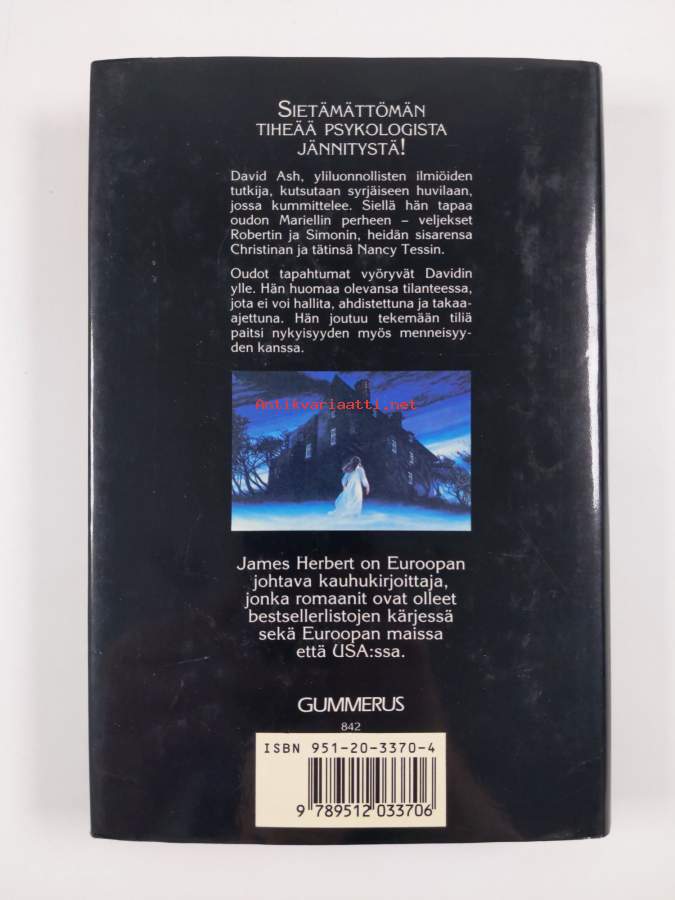 SIETÄMÄTTÖMÄN
TIHEÄÄ PSYKOLOGISTA
JÄNNITYSTÄ!
David Ash, yliluonnollisten ilmiöiden
tutkija, kutsutaan syrjäiseen huvilaan,
jossa kummittelee. Siellä hän tapaa
oudon Mariellin perheen – veljekset
Robertin ja Simonin, heidän sisarensa
Christinan ja tätinsä Nancy Tessin.
Oudot tapahtumat vyöryvät Davidin
ylle. Hän huomaa olevansa tilanteessa,
jota ei voi hallita, ahdistettuna ja takaa-
ajettuna. Hän joutuu tekemään tiliä
paitsi nykyisyyden myös menneisyy-
den kanssa.
Antikvariaatti.net
James Herbert on Euroopan
johtava kauhukirjoittaja,
jonka romaanit ovat olleet
bestsellerlistojen kärjessä
sekä Euroopan maissa
että USA:ssa.
GUMMERUS
842
ISBN 951-20-3370-4
9 789512 033706